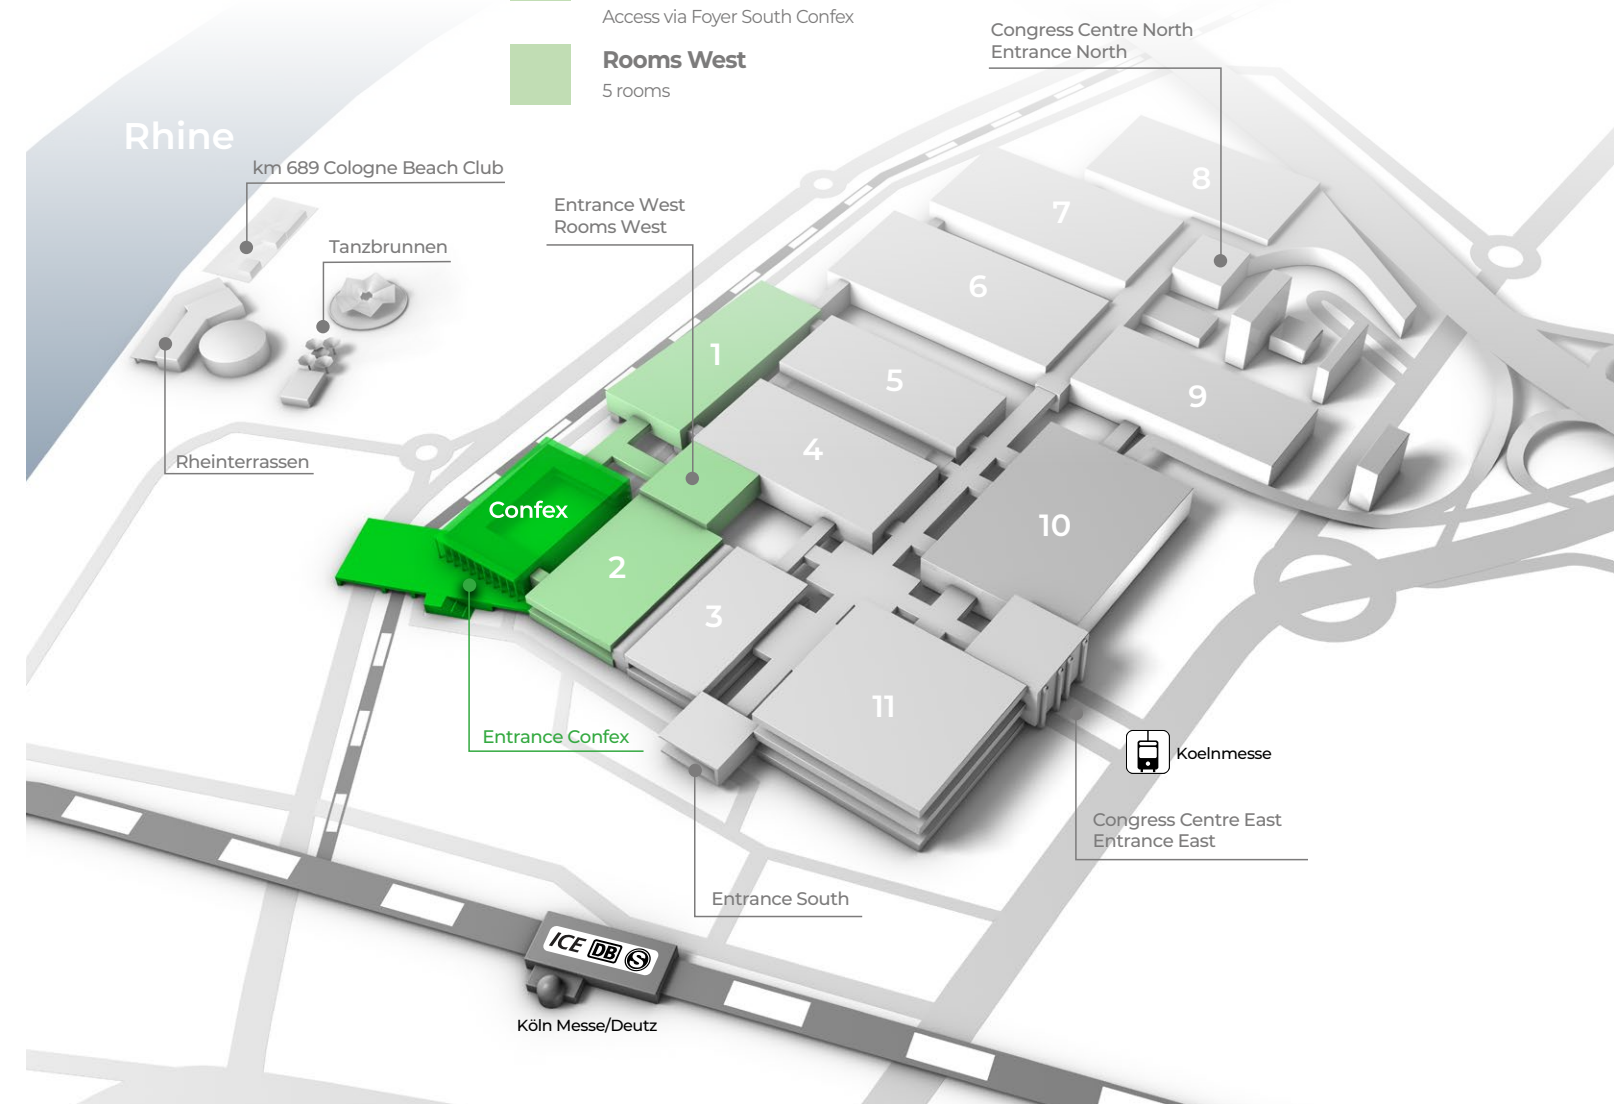 Access via Foyer South Confex
Rooms West
5 rooms
Congress Centre North
Entrance North
Rhine
km 689 Cologne Beach Club
Entrance West
Rooms West
Tanzbrunnen
8
7
6
1
5
9
4
Rheinterrassen
Confex
10
2
3
11
Entrance Confex
Koelnmesse
Congress Centre East
Entrance East
Entrance South
ICE DB S
Köln Messe/Deutz